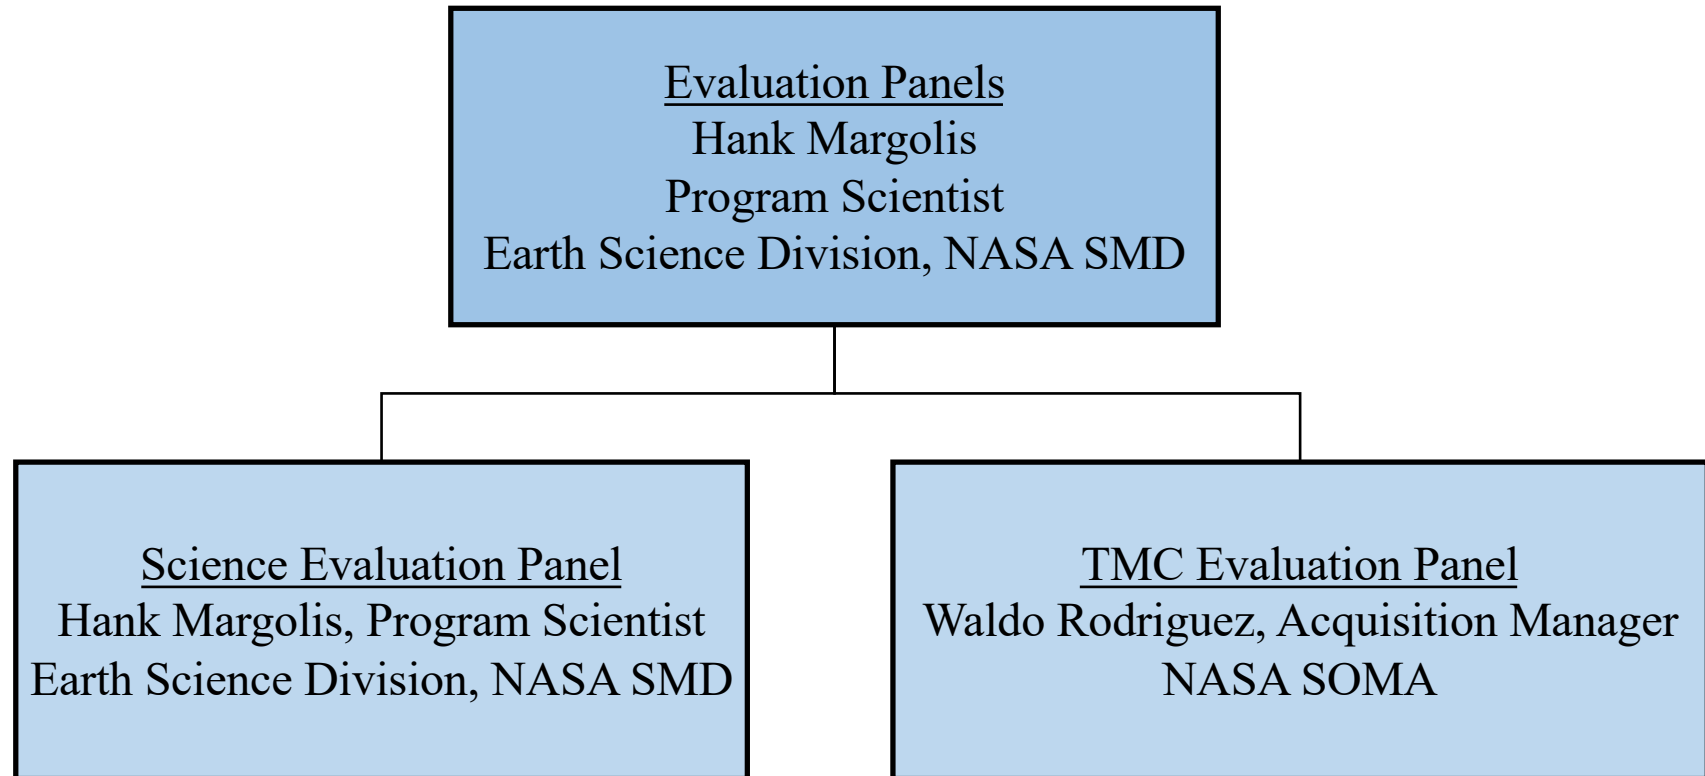 Evaluation Panels
Hank Margolis
Program Scientist
Earth Science Division, NASA SMD
Science Evaluation Panel
Hank Margolis, Program Scientist
Earth Science Division, NASA SMD
TMC Evaluation Panel
Waldo Rodriguez, Acquisition Manager
NASA SOMA